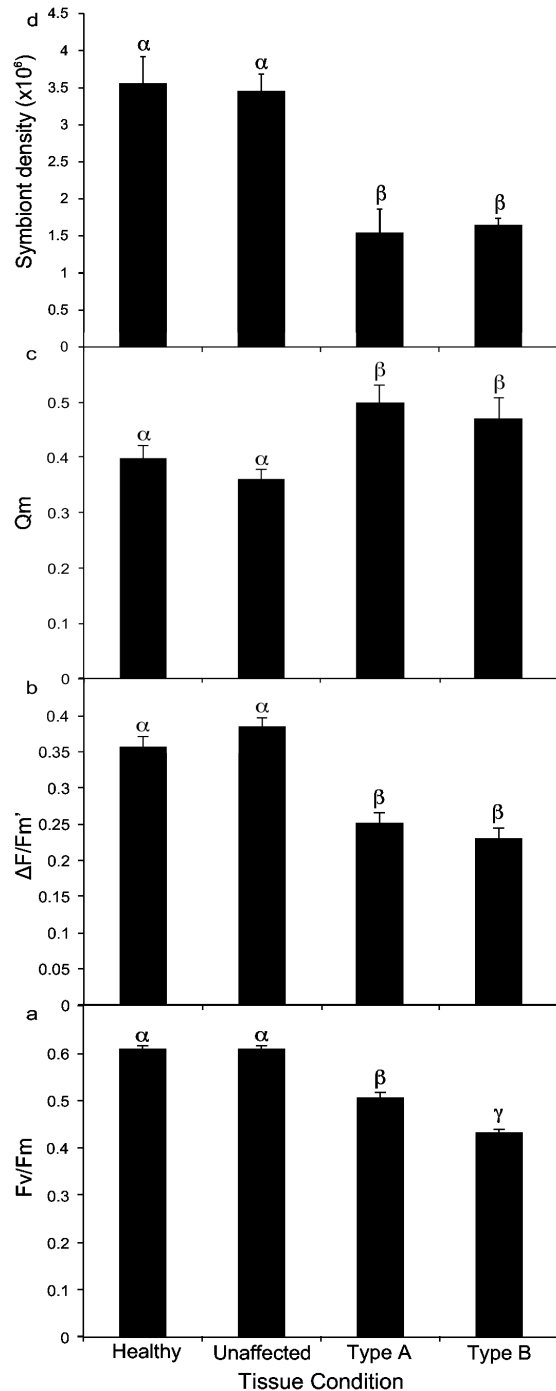 d
4.5
4
3.5
3
2.5
2
1.5
1
0.5
0
Symbiont density (x10⁶)
α
α
β
β
c
0.5
0.4
0.3
0.2
0.1
0
Qm
α
α
β
β
b
0.4
0.35
0.3
0.25
0.2
0.15
0.1
0.05
0
ΔF/Fm'
α
α
β
β
a
0.6
0.5
0.4
0.3
0.2
0.1
0
Fv/Fm
α
α
β
γ
Healthy Unaffected Type A Type B
Tissue Condition